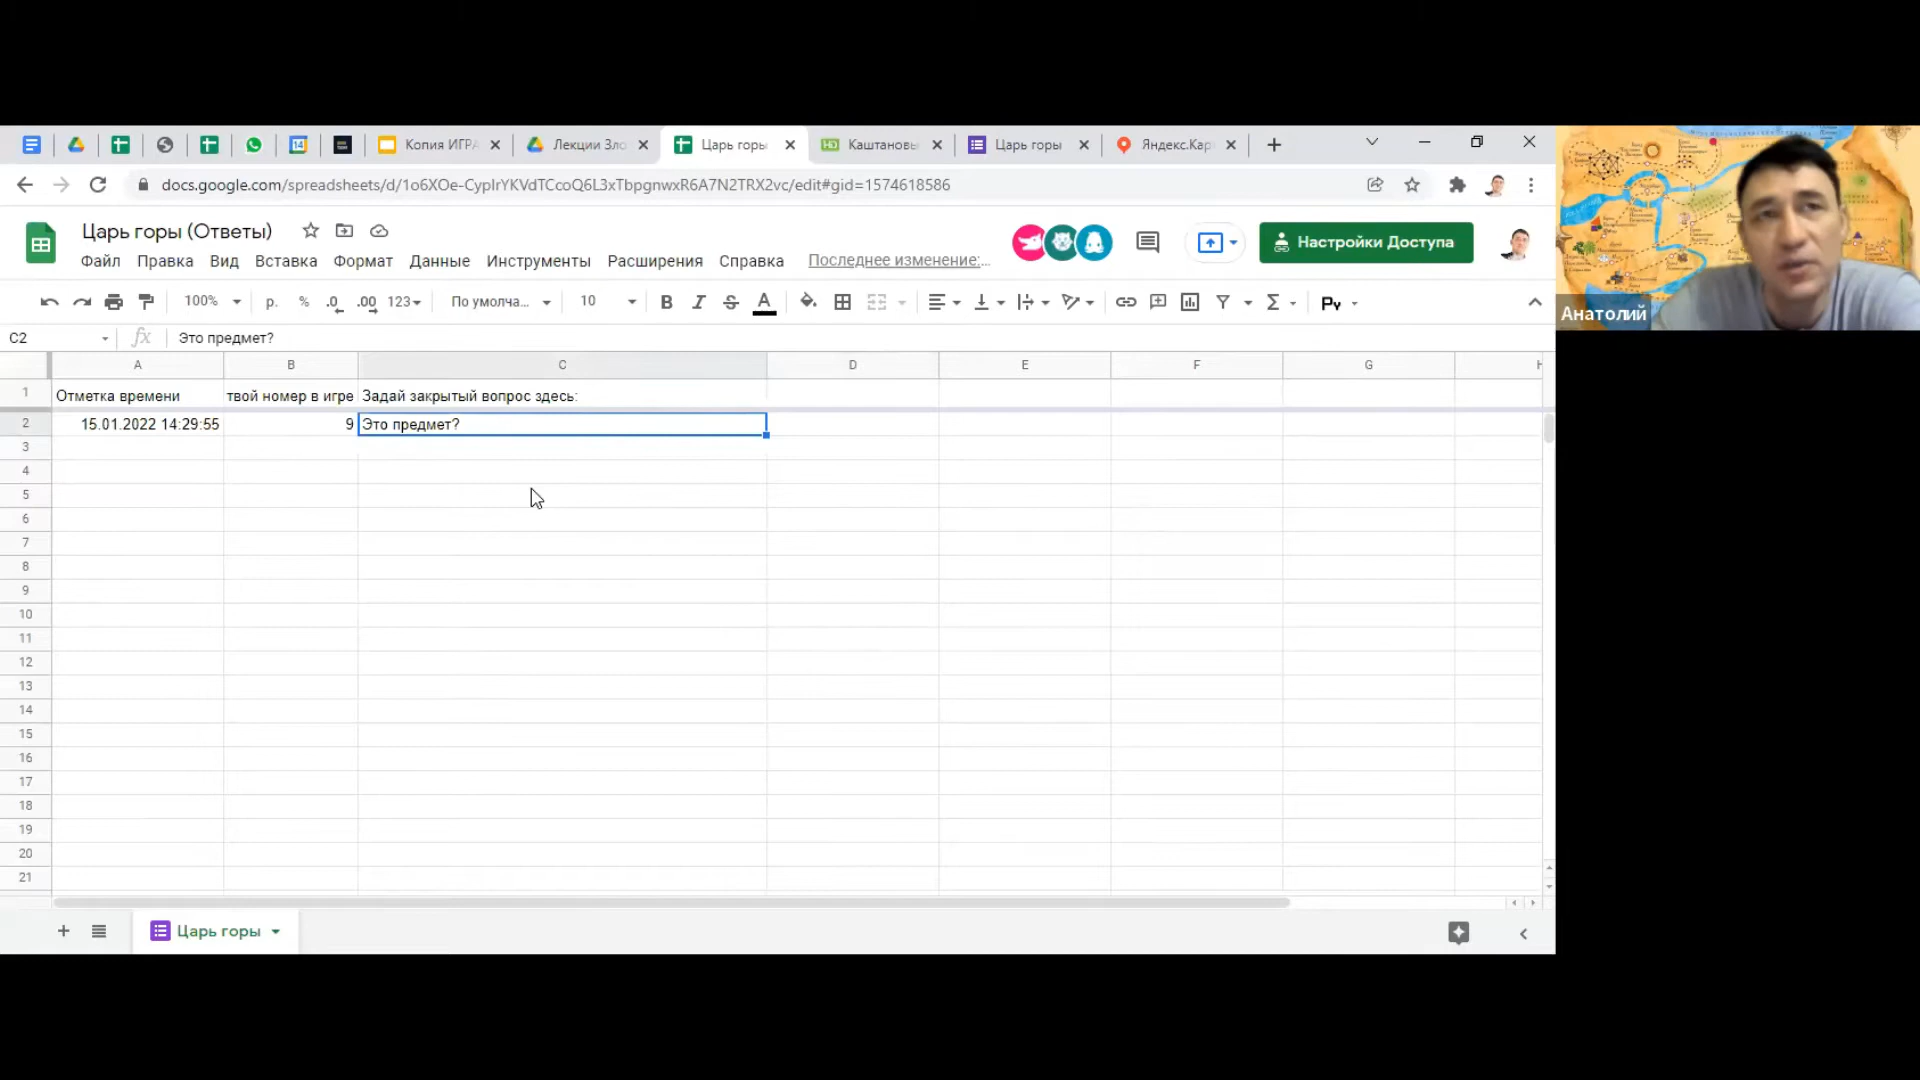 14
Копия ИГРА
Лекции Зло
Царь горы
Каштановы
Царь горы
Яндекс.Кар
docs.google.com/spreadsheets/d/1o6XOe-CyplrYKVdTCcoQ6L3xTbpgnwxR6A7N2TRX2vc/edit#gid=1574618586
Царь горы (Ответы)
Файл Правка Вид Вставка Формат Данные Инструменты Расширения Справка Последнее изменение:...
Настройки Доступа
100% р. % .0 .00 123 По умолча... 10 B I S A Σ Ру
Анатолий
C2 fx Это предмет?
A B C D E F G H
1 Отметка времени твой номер в игре Задай закрытый вопрос здесь:
2 15.01.2022 14:29:55 9 Это предмет?
3
4
5
6
7
8
9
10
11
12
13
14
15
16
17
18
19
20
21
Царь горы